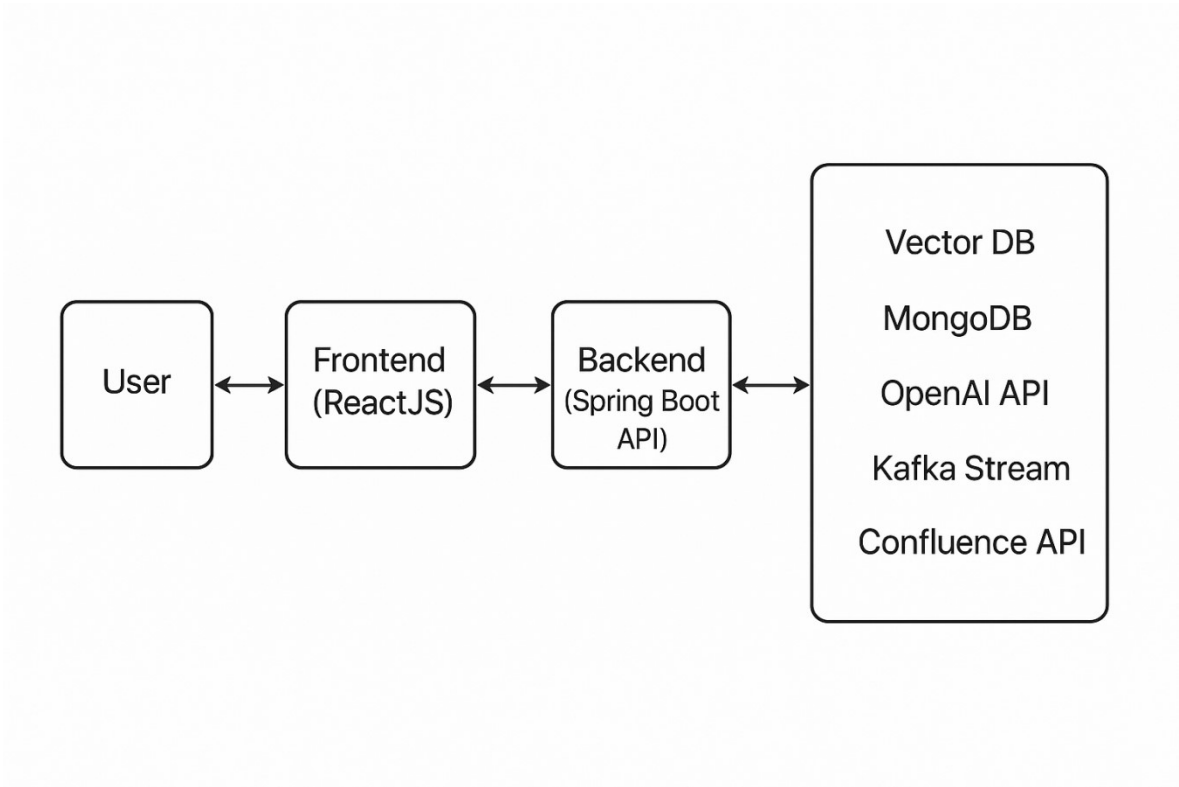 User
Frontend
(ReactJS)
Backend
(Spring Boot
API)
Vector DB
MongoDB
OpenAI API
Kafka Stream
Confluence API